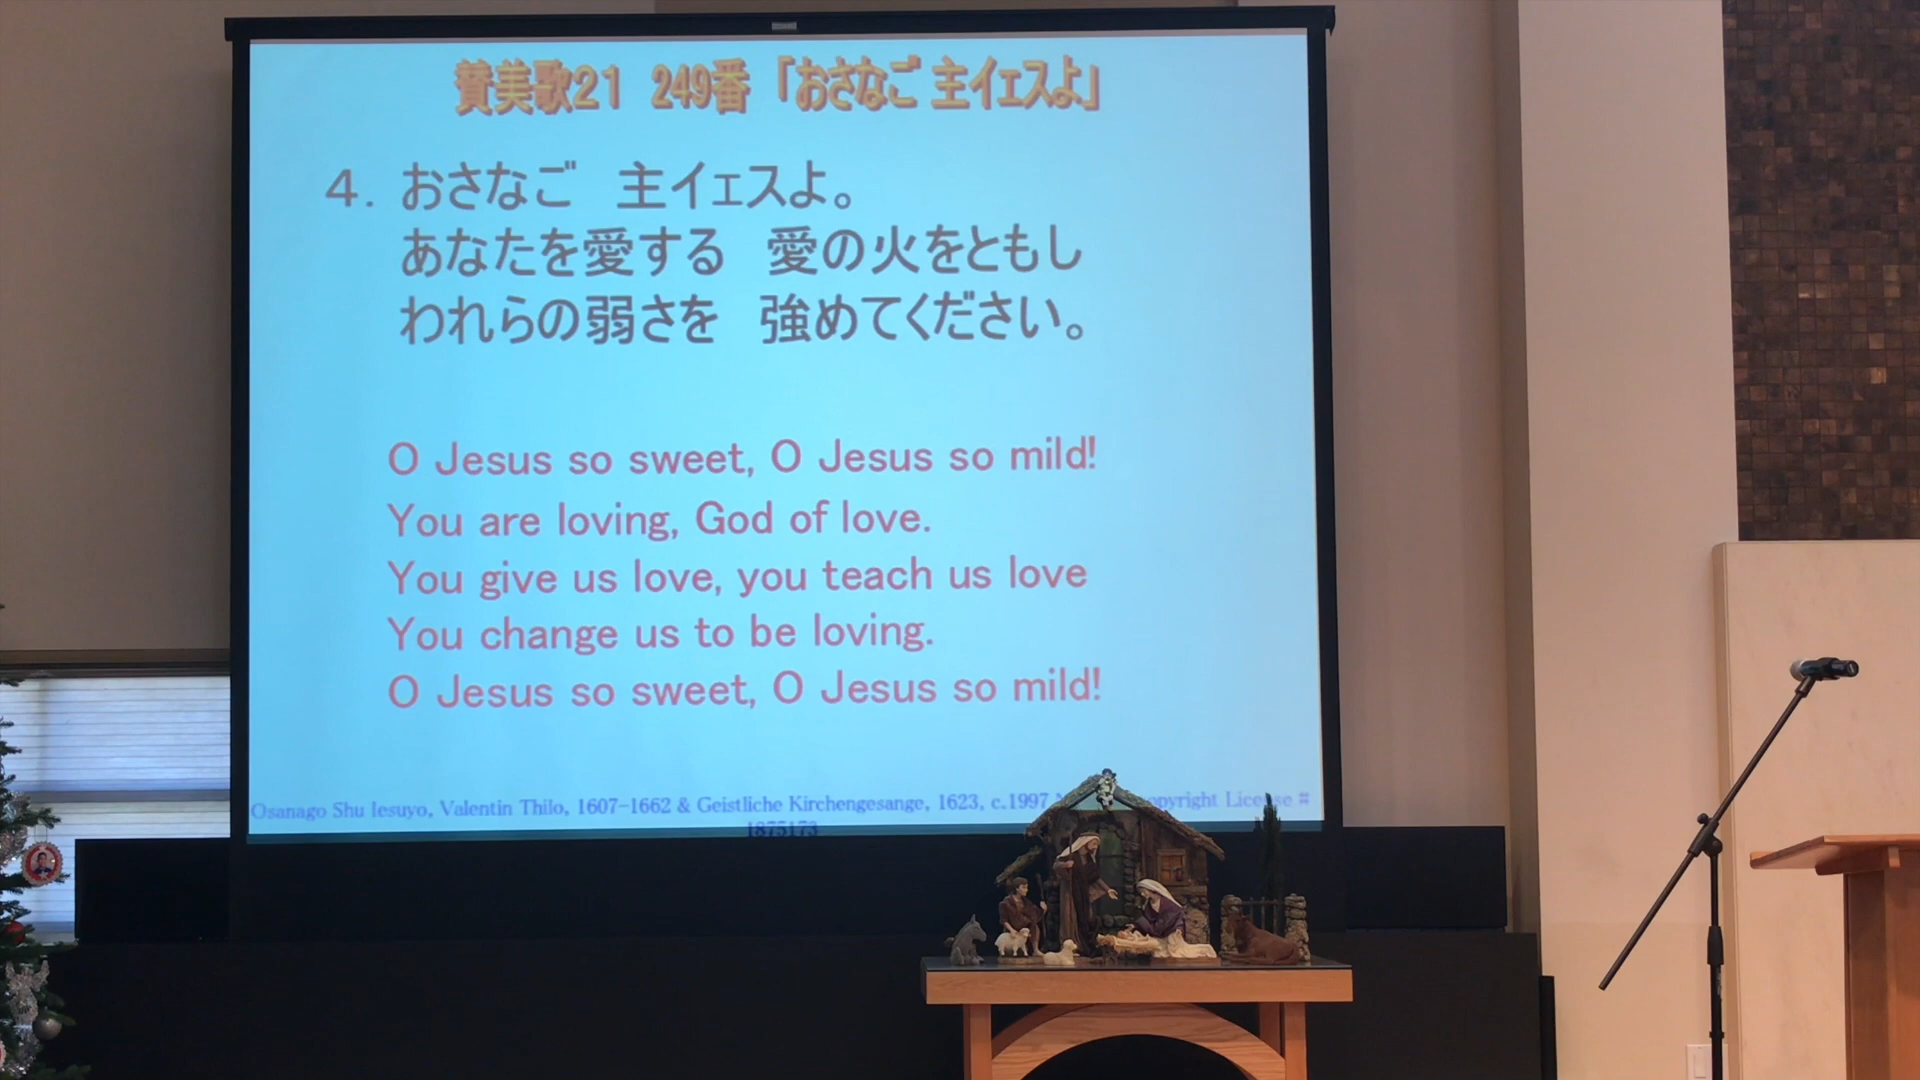 賛美歌21 249番 「おさなご 主イエスよ」
4. おさなご 主イエスよ。
あなたを愛する 愛の火をともし
われらの弱さを 強めてください。
O Jesus so sweet, O Jesus so mild!
You are loving, God of love.
You give us love, you teach us love
You change us to be loving.
O Jesus so sweet, O Jesus so mild!
Osanago Shu Iesuyo, Valentin Thilo, 1607-1662 & Geistliche Kirchengesange, 1623, c.1997 License #
1875173